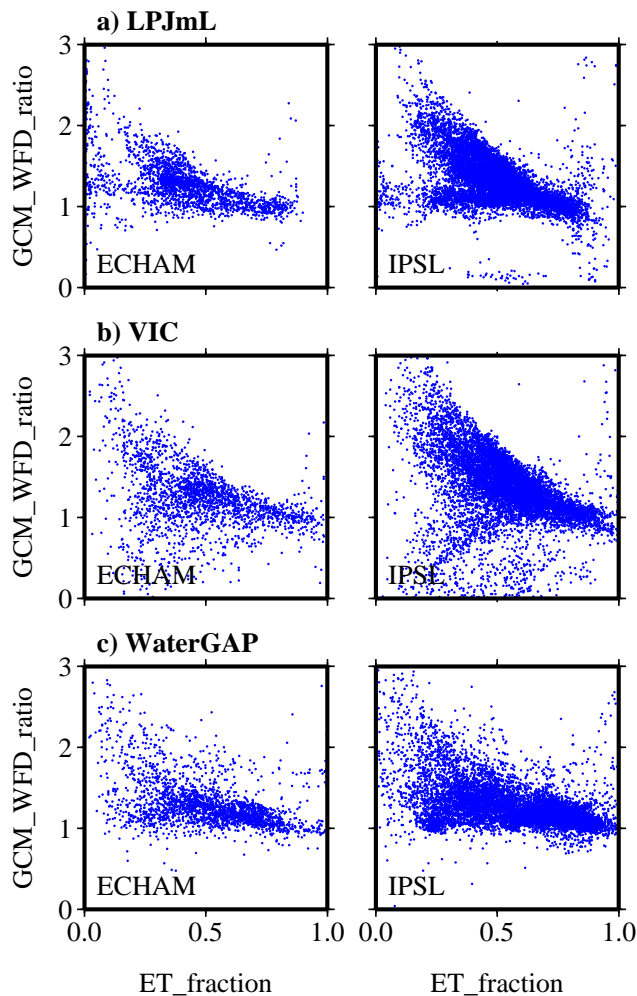 a) LPJmL
3
2
1
0
GCM_WFD_ratio
ECHAM
IPSL
b) VIC
3
2
1
0
GCM_WFD_ratio
ECHAM
IPSL
c) WaterGAP
3
2
1
0
GCM_WFD_ratio
ECHAM
IPSL
0.0 0.5 1.0
0.0 0.5 1.0
ET_fraction
ET_fraction